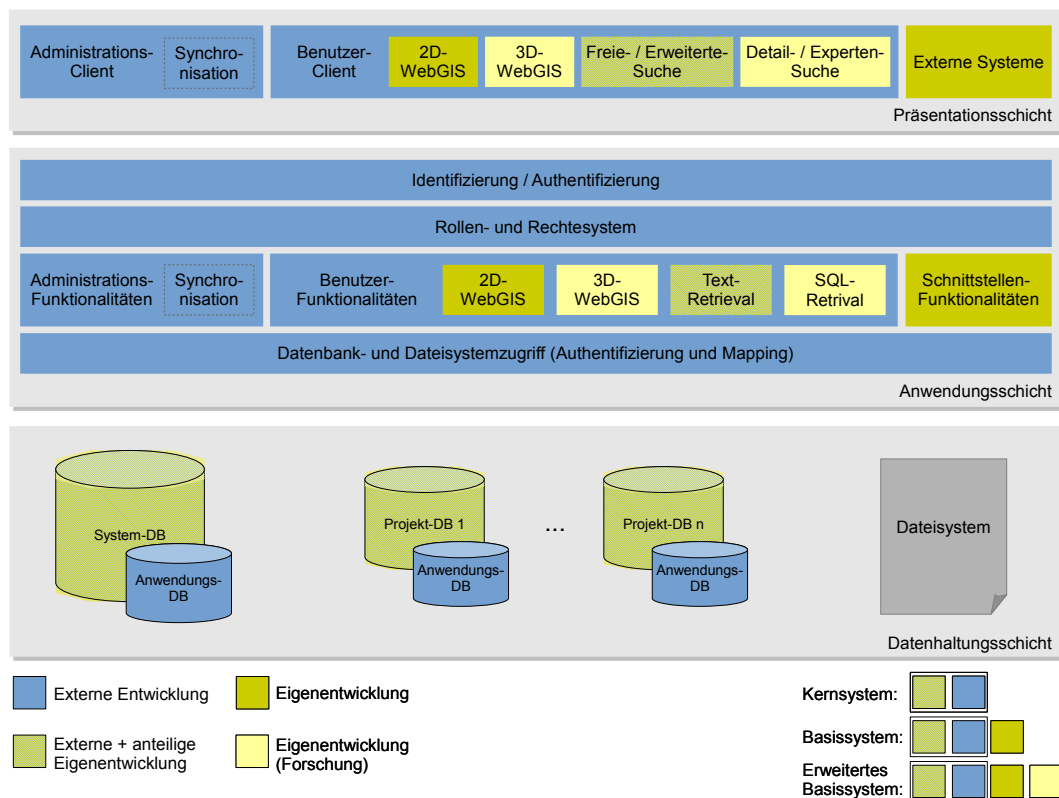 Administrations-
Client
Synchro-
nisation
Benutzer-
Client
2D-
WebGIS
3D-
WebGIS
Freie- / Erweiterte-
Suche
Detail- / Experten-
Suche
Externe Systeme
Präsentationsschicht
Identifizierung / Authentifizierung
Rollen- und Rechtesystem
Administrations-
Funktionalitäten
Synchro-
nisation
Benutzer-
Funktionalitäten
2D-
WebGIS
3D-
WebGIS
Text-
Retrieval
SQL-
Retrival
Schnittstellen-
Funktionalitäten
Datenbank- und Dateisystemzugriff (Authentifizierung und Mapping)
Anwendungsschicht
System-DB
Anwendungs-
DB
Projekt-DB 1
Anwendungs-
DB
...
Projekt-DB n
Anwendungs-
DB
Dateisystem
Datenhaltungsschicht
Externe Entwicklung
Eigenentwicklung
Externe + anteilige
Eigenentwicklung
Eigenentwicklung
(Forschung)
Kernsystem:
Basissystem:
Erweitertes
Basissystem: